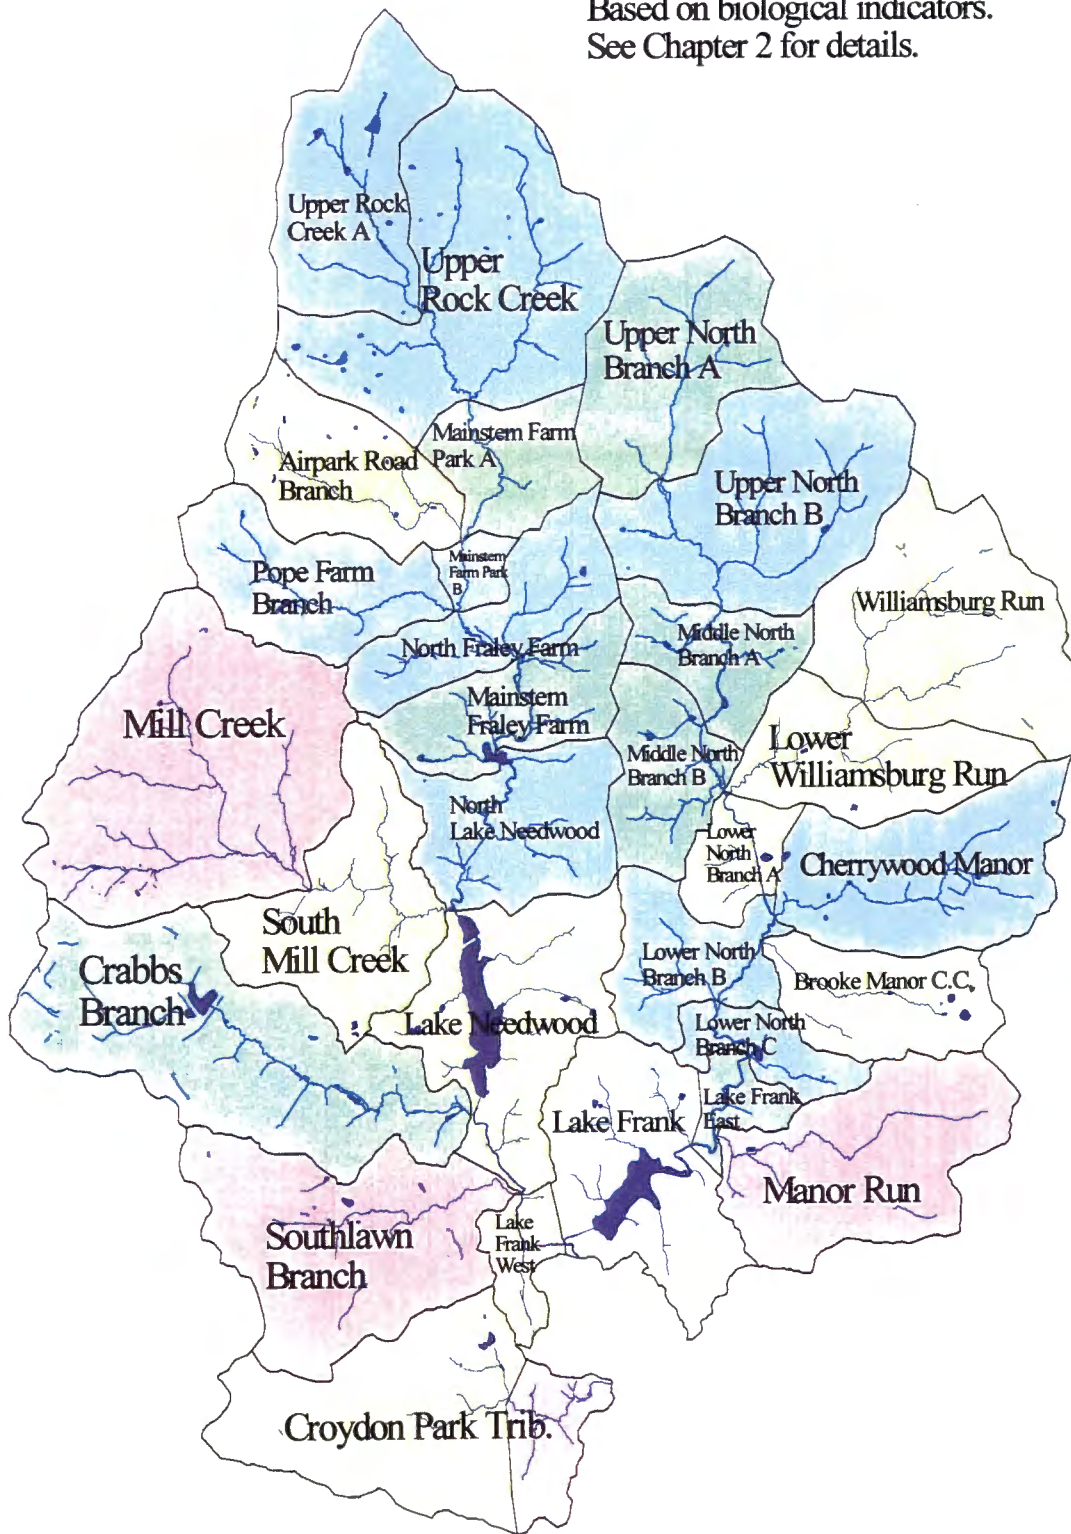 Based on biological indicators.
See Chapter 2 for details.
Upper Rock
Creek A
Upper
Rock Creek
Upper North
Branch A
Mainstem Farm
Park A
Airpark Road
Branch
Upper North
Branch B
Mainstem
Farm Park
B
Pope Farm
Branch
Williamsburg Run
North Fraley Farm
Middle North
Branch A
Mainstem
Fraley Farm
Mill Creek
Middle North
Branch B
Lower
Williamsburg Run
North
Lake Needwood
Lower
North
Branch A
Cherrywood Manor
South
Mill Creek
Crabbs
Branch
Lower North
Branch B
Brooke Manor C.C.
Lake Needwood
Lower North
Branch C
Lake Frank
East
Lake Frank
Manor Run
Southlawn
Branch
Lake
Frank
West
Croydon Park Trib.